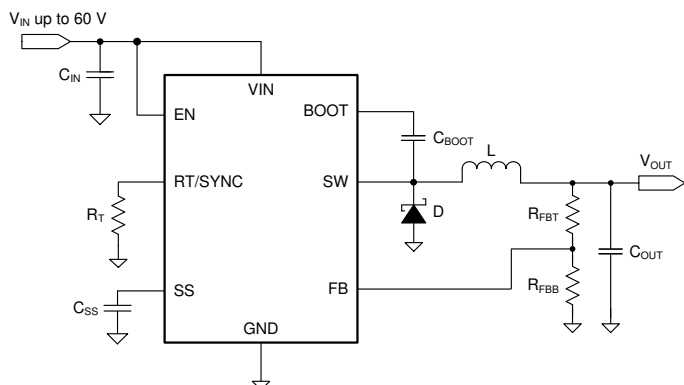 VIN up to 60 V
CIN
VIN
EN
BOOT
CBOOT
L
VOUT
RT/SYNC
SW
RT
D
RFBT
COUT
SS
FB
CSS
RFBB
GND